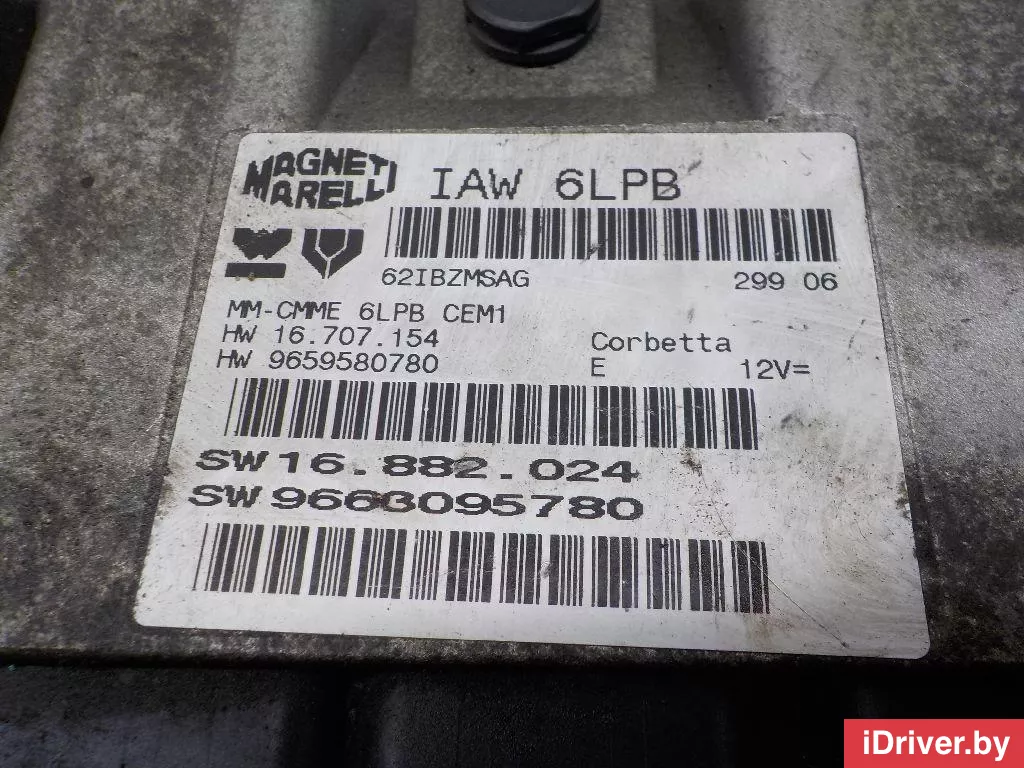 MAGNETI
MARELLI
IAW 6LPB
62IBZMSAG 299 06
MM-CMME 6LPB CEM1
HW 16.707.154 Corbetta
HW 9659580780 E 12V=
SW 16.882.024
SW 9663095780
iDriver.by